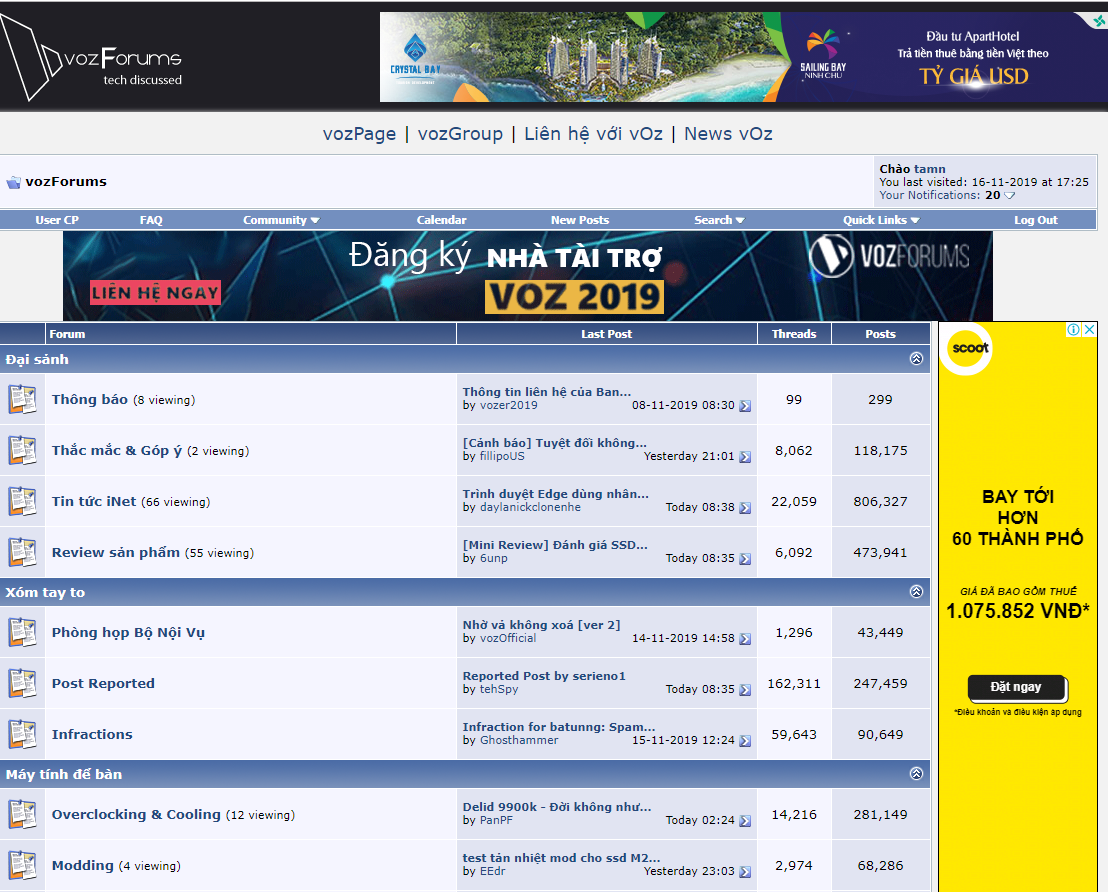 vozForums
tech discussed
CRYSTAL BAY
SAILING BAY
NINH CHU
Đầu tư ApartHotel
Trả tiền thuê bằng tiền Việt theo
TỶ GIÁ USD
vozPage | vozGroup | Liên hệ với vOz | News vOz
vozForums
Chào tamn
You last visited: 16-11-2019 at 17:25
Your Notifications: 20
User CP FAQ Community Calendar New Posts Search Quick Links Log Out
Đăng ký NHÀ TÀI TRỢ
VOZ 2019
LIÊN HỆ NGAY
VOZFORUMS
Forum Last Post Threads Posts
Đại sảnh
Thông báo (8 viewing)
Thông tin liên hệ của Ban...
by vozer2019 08-11-2019 08:30
99 299
Thắc mắc & Góp ý (2 viewing)
[Cảnh báo] Tuyệt đối không...
by fillipoUS Yesterday 21:01
8,062 118,175
Tin tức iNet (66 viewing)
Trình duyệt Edge dùng nhân...
by daylanickclonenhe Today 08:38
22,059 806,327
Review sản phẩm (55 viewing)
[Mini Review] Đánh giá SSD...
by 6unp Today 08:35
6,092 473,941
Xóm tay to
Phòng họp Bộ Nội Vụ
Nhờ vả không xoá [ver 2]
by vozOfficial 14-11-2019 14:58
1,296 43,449
Post Reported
Reported Post by serieno1
by tehSpy Today 08:35
162,311 247,459
Infractions
Infraction for batunng: Spam...
by Ghosthammer 15-11-2019 12:24
59,643 90,649
Máy tính để bàn
Overclocking & Cooling (12 viewing)
Delid 9900k - Đời không như...
by PanPF Today 02:24
14,216 281,149
Modding (4 viewing)
test tản nhiệt mod cho ssd M2...
by EEdr Yesterday 23:03
2,974 68,286
scoot
BAY TỚI
HƠN
60 THÀNH PHỐ
GIÁ ĐÃ BAO GỒM THUẾ
1.075.852 VNĐ*
Đặt ngay
*Điều khoản và điều kiện áp dụng